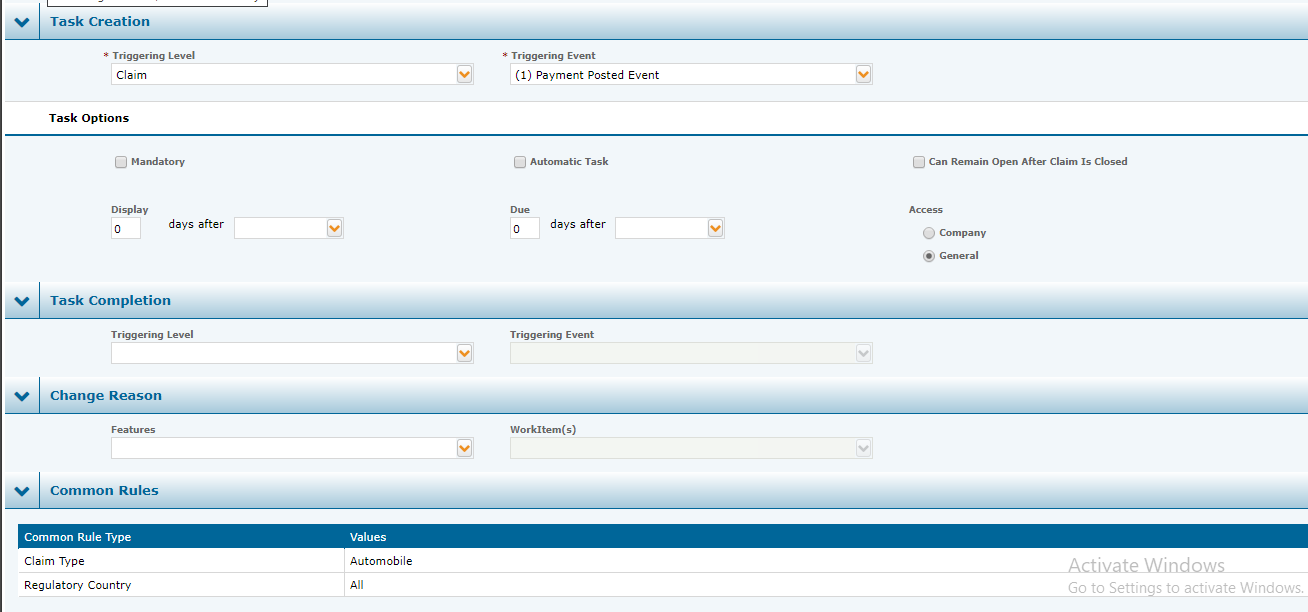 Task Creation
* Triggering Level * Triggering Event
Claim (1) Payment Posted Event
Task Options
Mandatory Automatic Task Can Remain Open After Claim Is Closed
Display Due Access
0 days after 0 days after
Company
General
Task Completion
Triggering Level Triggering Event
Change Reason
Features WorkItem(s)
Common Rules
Common Rule Type Values
Claim Type Automobile
Regulatory Country All
Activate Windows
Go to Settings to activate Windows.